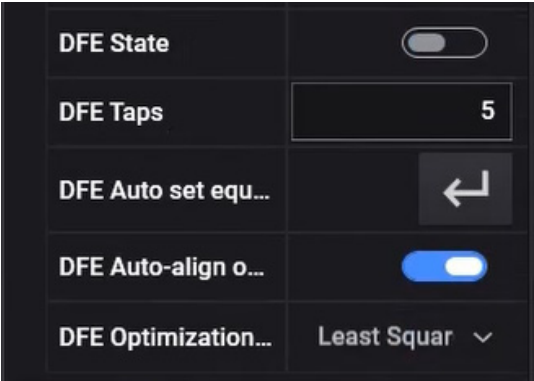 DFE State
DFE Taps 5
DFE Auto set equ...
DFE Auto-align o...
DFE Optimization... Least Squar